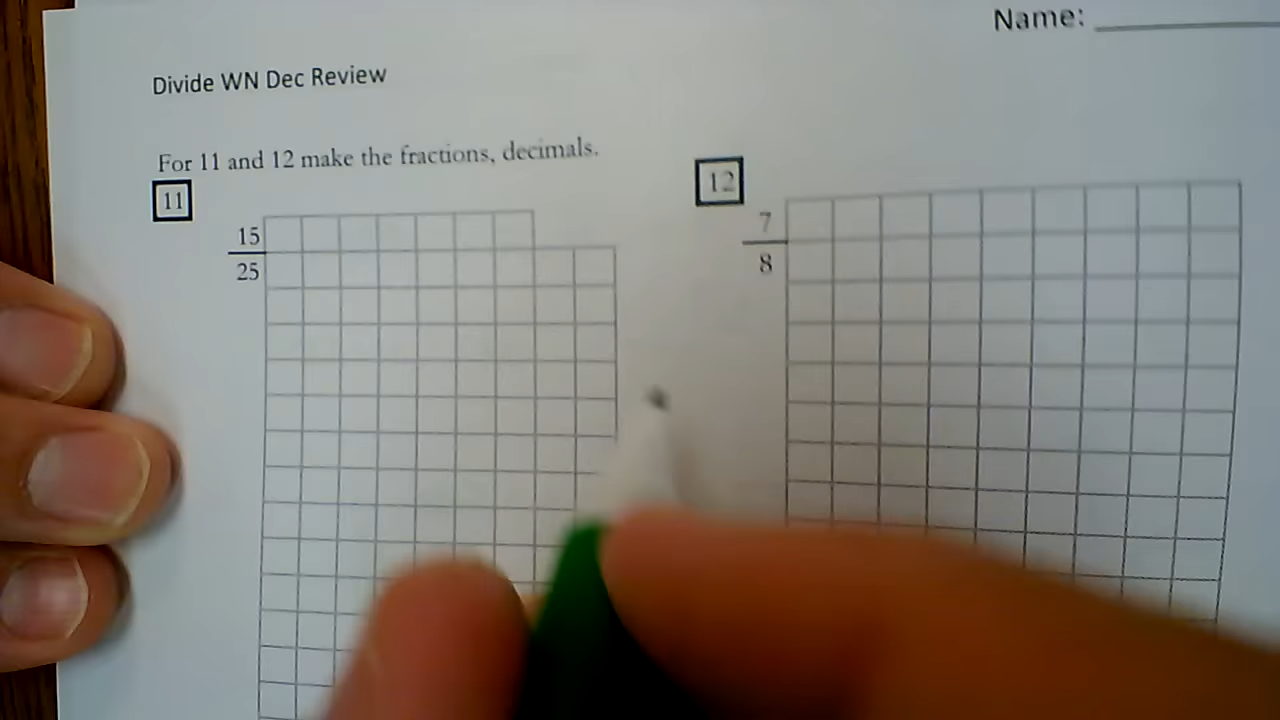 Name:
Divide WN Dec Review
For 11 and 12 make the fractions, decimals.
11
15
25
12
7
8